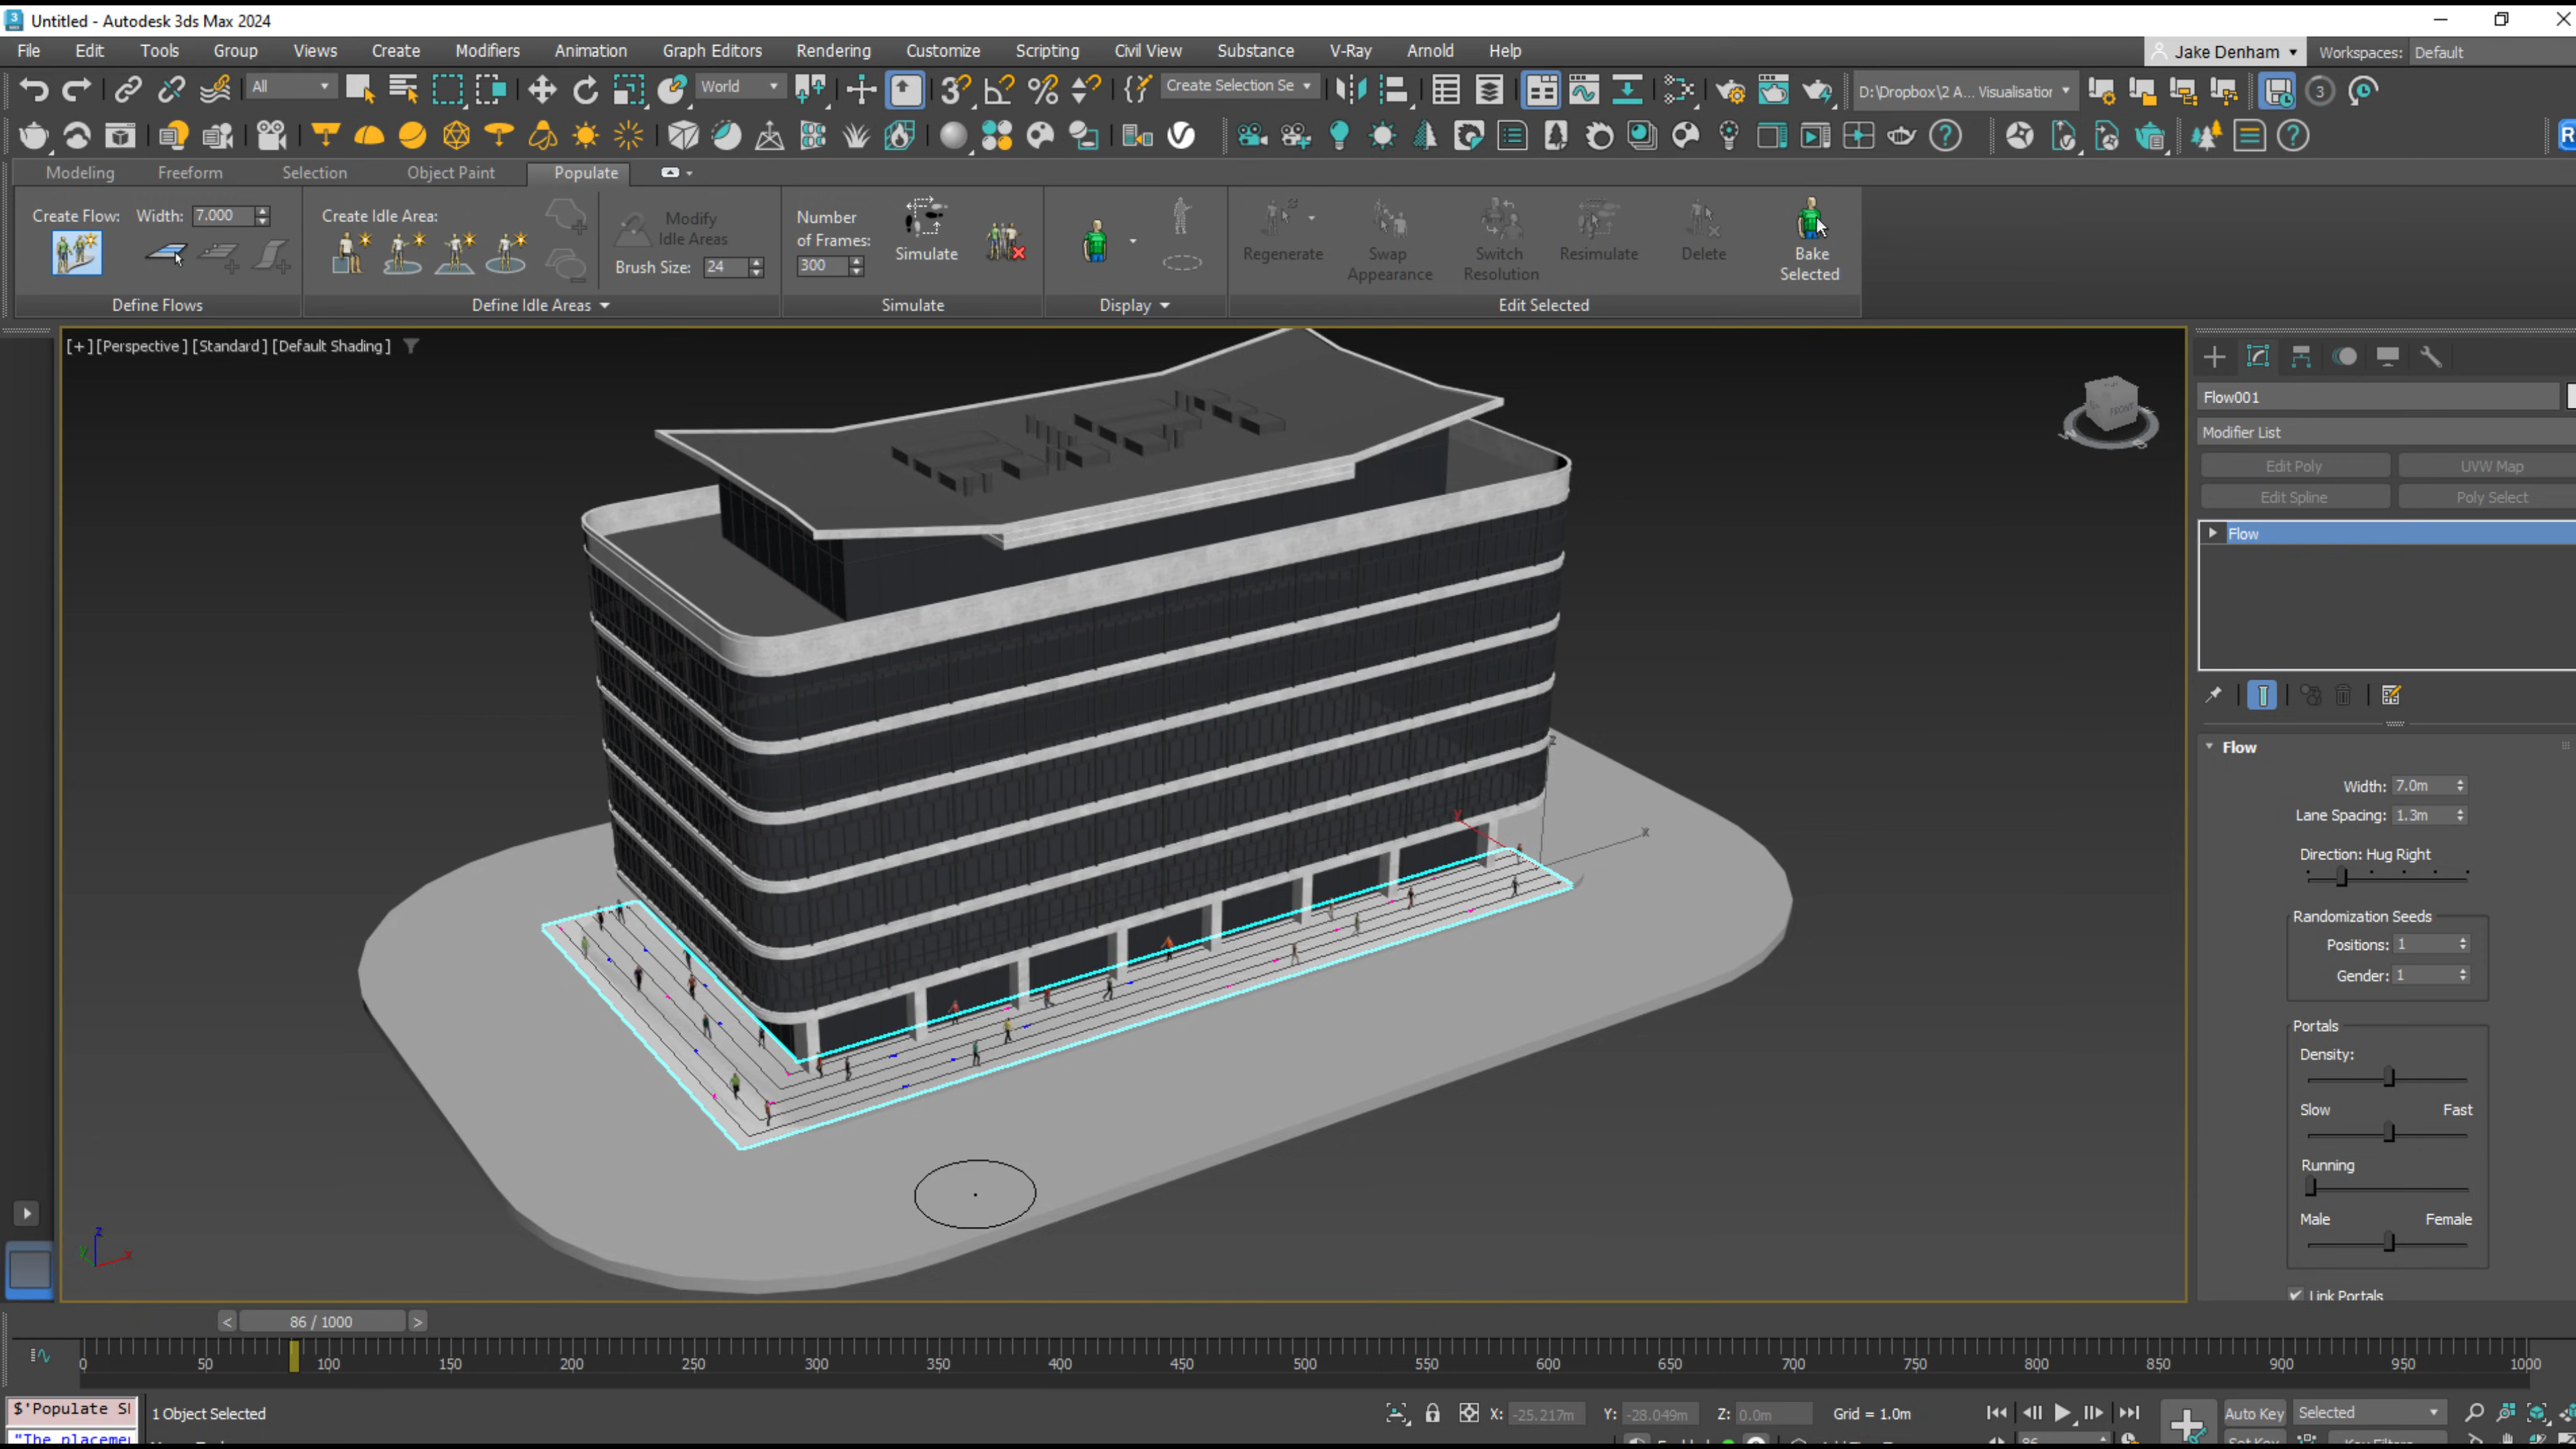 Untitled - Autodesk 3ds Max 2024
File Edit Tools Group Views Create Modifiers Animation Graph Editors Rendering Customize Scripting Civil View Substance V-Ray Arnold Help
Jake Denham Workspaces: Default
All World Create Selection Se D:\Dropbox\2 A... Visualisation 3
Modeling Freeform Selection Object Paint Populate
Create Flow: Width: 7.000 Create Idle Area:
Modify
Idle Areas
Brush Size: 24
Number
of Frames:
300
Simulate
Regenerate
Swap
Appearance
Switch
Resolution
Resimulate
Delete
Bake
Selected
Define Flows Define Idle Areas Simulate Display Edit Selected
[+] [Perspective] [Standard] [Default Shading]
FRONT
Flow001
Modifier List
Edit Poly UVW Map
Edit Spline Poly Select
Flow
Flow
Width: 7.0m
Lane Spacing: 1.3m
Direction: Hug Right
Randomization Seeds
Positions: 1
Gender: 1
Portals
Density:
Slow Fast
Running
Male Female
Link Portals
z
x
y
z
y x
< 86 / 1000 >
0 50 100 150 200 250 300 350 400 450 500 550 600 650 700 750 800 850 900 950 1000
$'Populate 1 Object Selected X: -25.217m Y: -28.049m Z: 0.0m Grid = 1.0m Auto Key Selected
"The 86 Set Key Key Filters